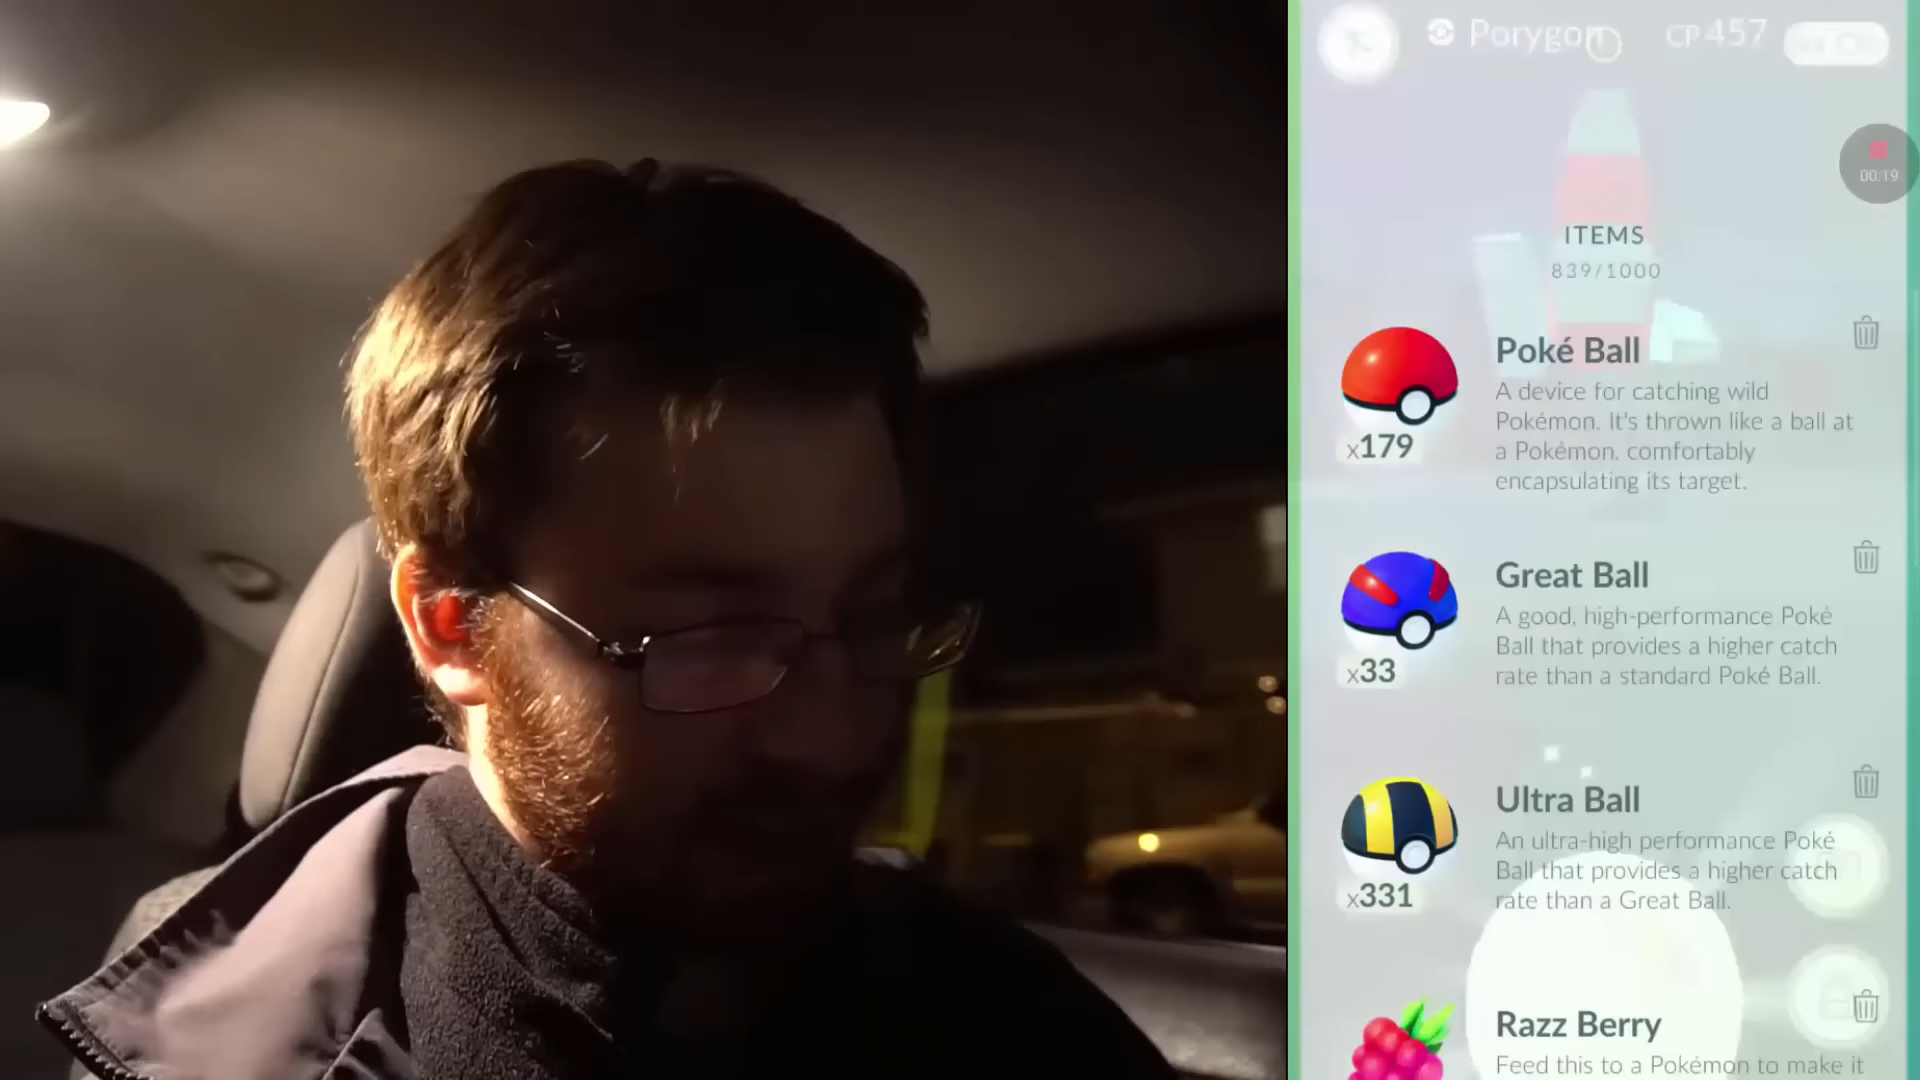 Porygon CP 457
00:19
ITEMS
839/1000
Poké Ball
A device for catching wild
Pokémon. It's thrown like a ball at
a Pokémon, comfortably
encapsulating its target.
x179
Great Ball
A good, high-performance Poké
Ball that provides a higher catch
rate than a standard Poké Ball.
x33
Ultra Ball
An ultra-high performance Poké
Ball that provides a higher catch
rate than a Great Ball.
x331
Razz Berry
Feed this to a Pokémon to make it